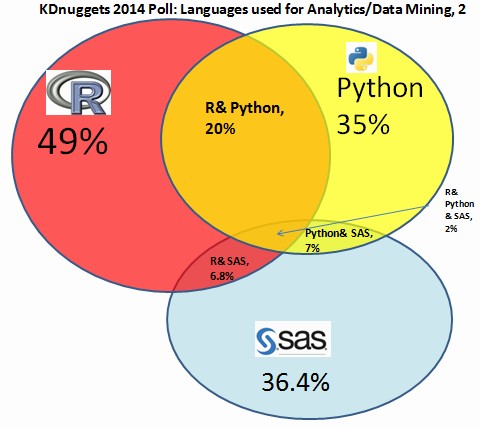 KDnuggets 2014 Poll: Languages used for Analytics/Data Mining, 2
R
49%
R& Python,
20%
Python
35%
R&
Python
& SAS,
2%
Python& SAS,
7%
R& SAS,
6.8%
sas
36.4%